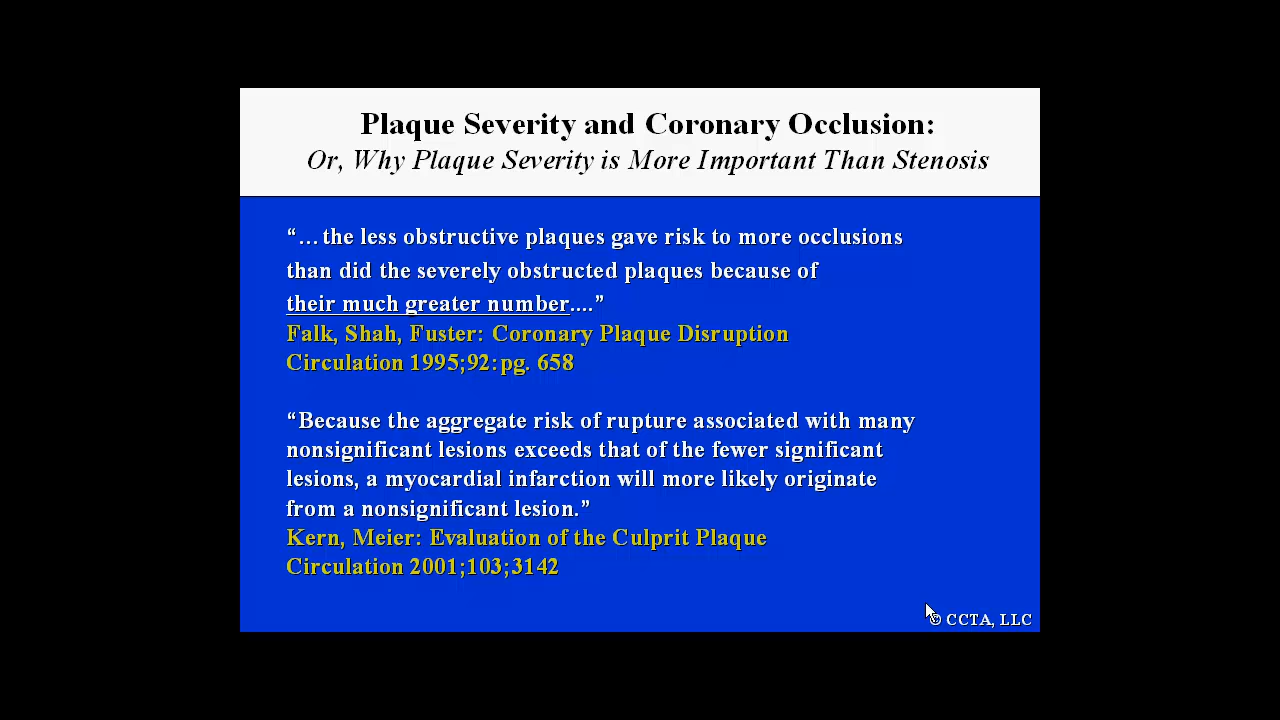 Plaque Severity and Coronary Occlusion:
Or, Why Plaque Severity is More Important Than Stenosis
“…the less obstructive plaques gave risk to more occlusions
than did the severely obstructed plaques because of
their much greater number....”
Falk, Shah, Fuster: Coronary Plaque Disruption
Circulation 1995;92:pg. 658
“Because the aggregate risk of rupture associated with many
nonsignificant lesions exceeds that of the fewer significant
lesions, a myocardial infarction will more likely originate
from a nonsignificant lesion.”
Kern, Meier: Evaluation of the Culprit Plaque
Circulation 2001;103;3142
© CCTA, LLC